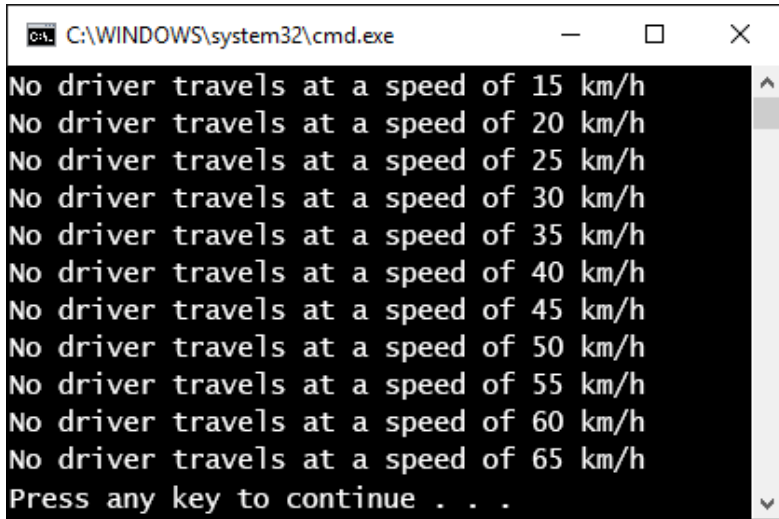 C:\WINDOWS\system32\cmd.exe
No driver travels at a speed of 15 km/h
No driver travels at a speed of 20 km/h
No driver travels at a speed of 25 km/h
No driver travels at a speed of 30 km/h
No driver travels at a speed of 35 km/h
No driver travels at a speed of 40 km/h
No driver travels at a speed of 45 km/h
No driver travels at a speed of 50 km/h
No driver travels at a speed of 55 km/h
No driver travels at a speed of 60 km/h
No driver travels at a speed of 65 km/h
Press any key to continue . . .